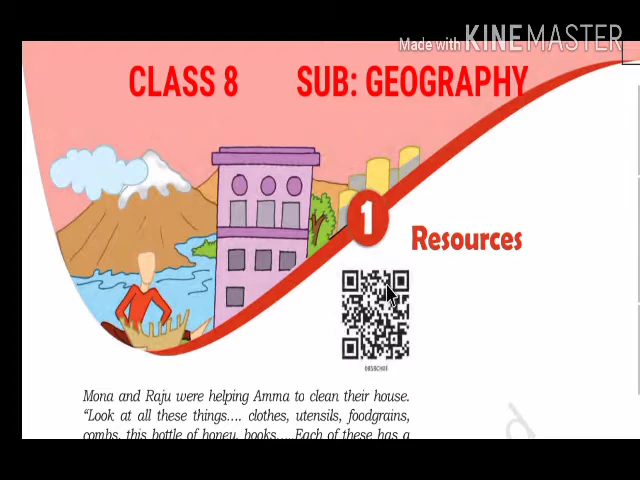 Made with KINEMASTER
CLASS 8 SUB: GEOGRAPHY
1
Resources
Mona and Raju were helping Amma to clean their house.
“Look at all these things.... clothes, utensils, foodgrains,
combs, this bottle of honey, books.....Each of these has a